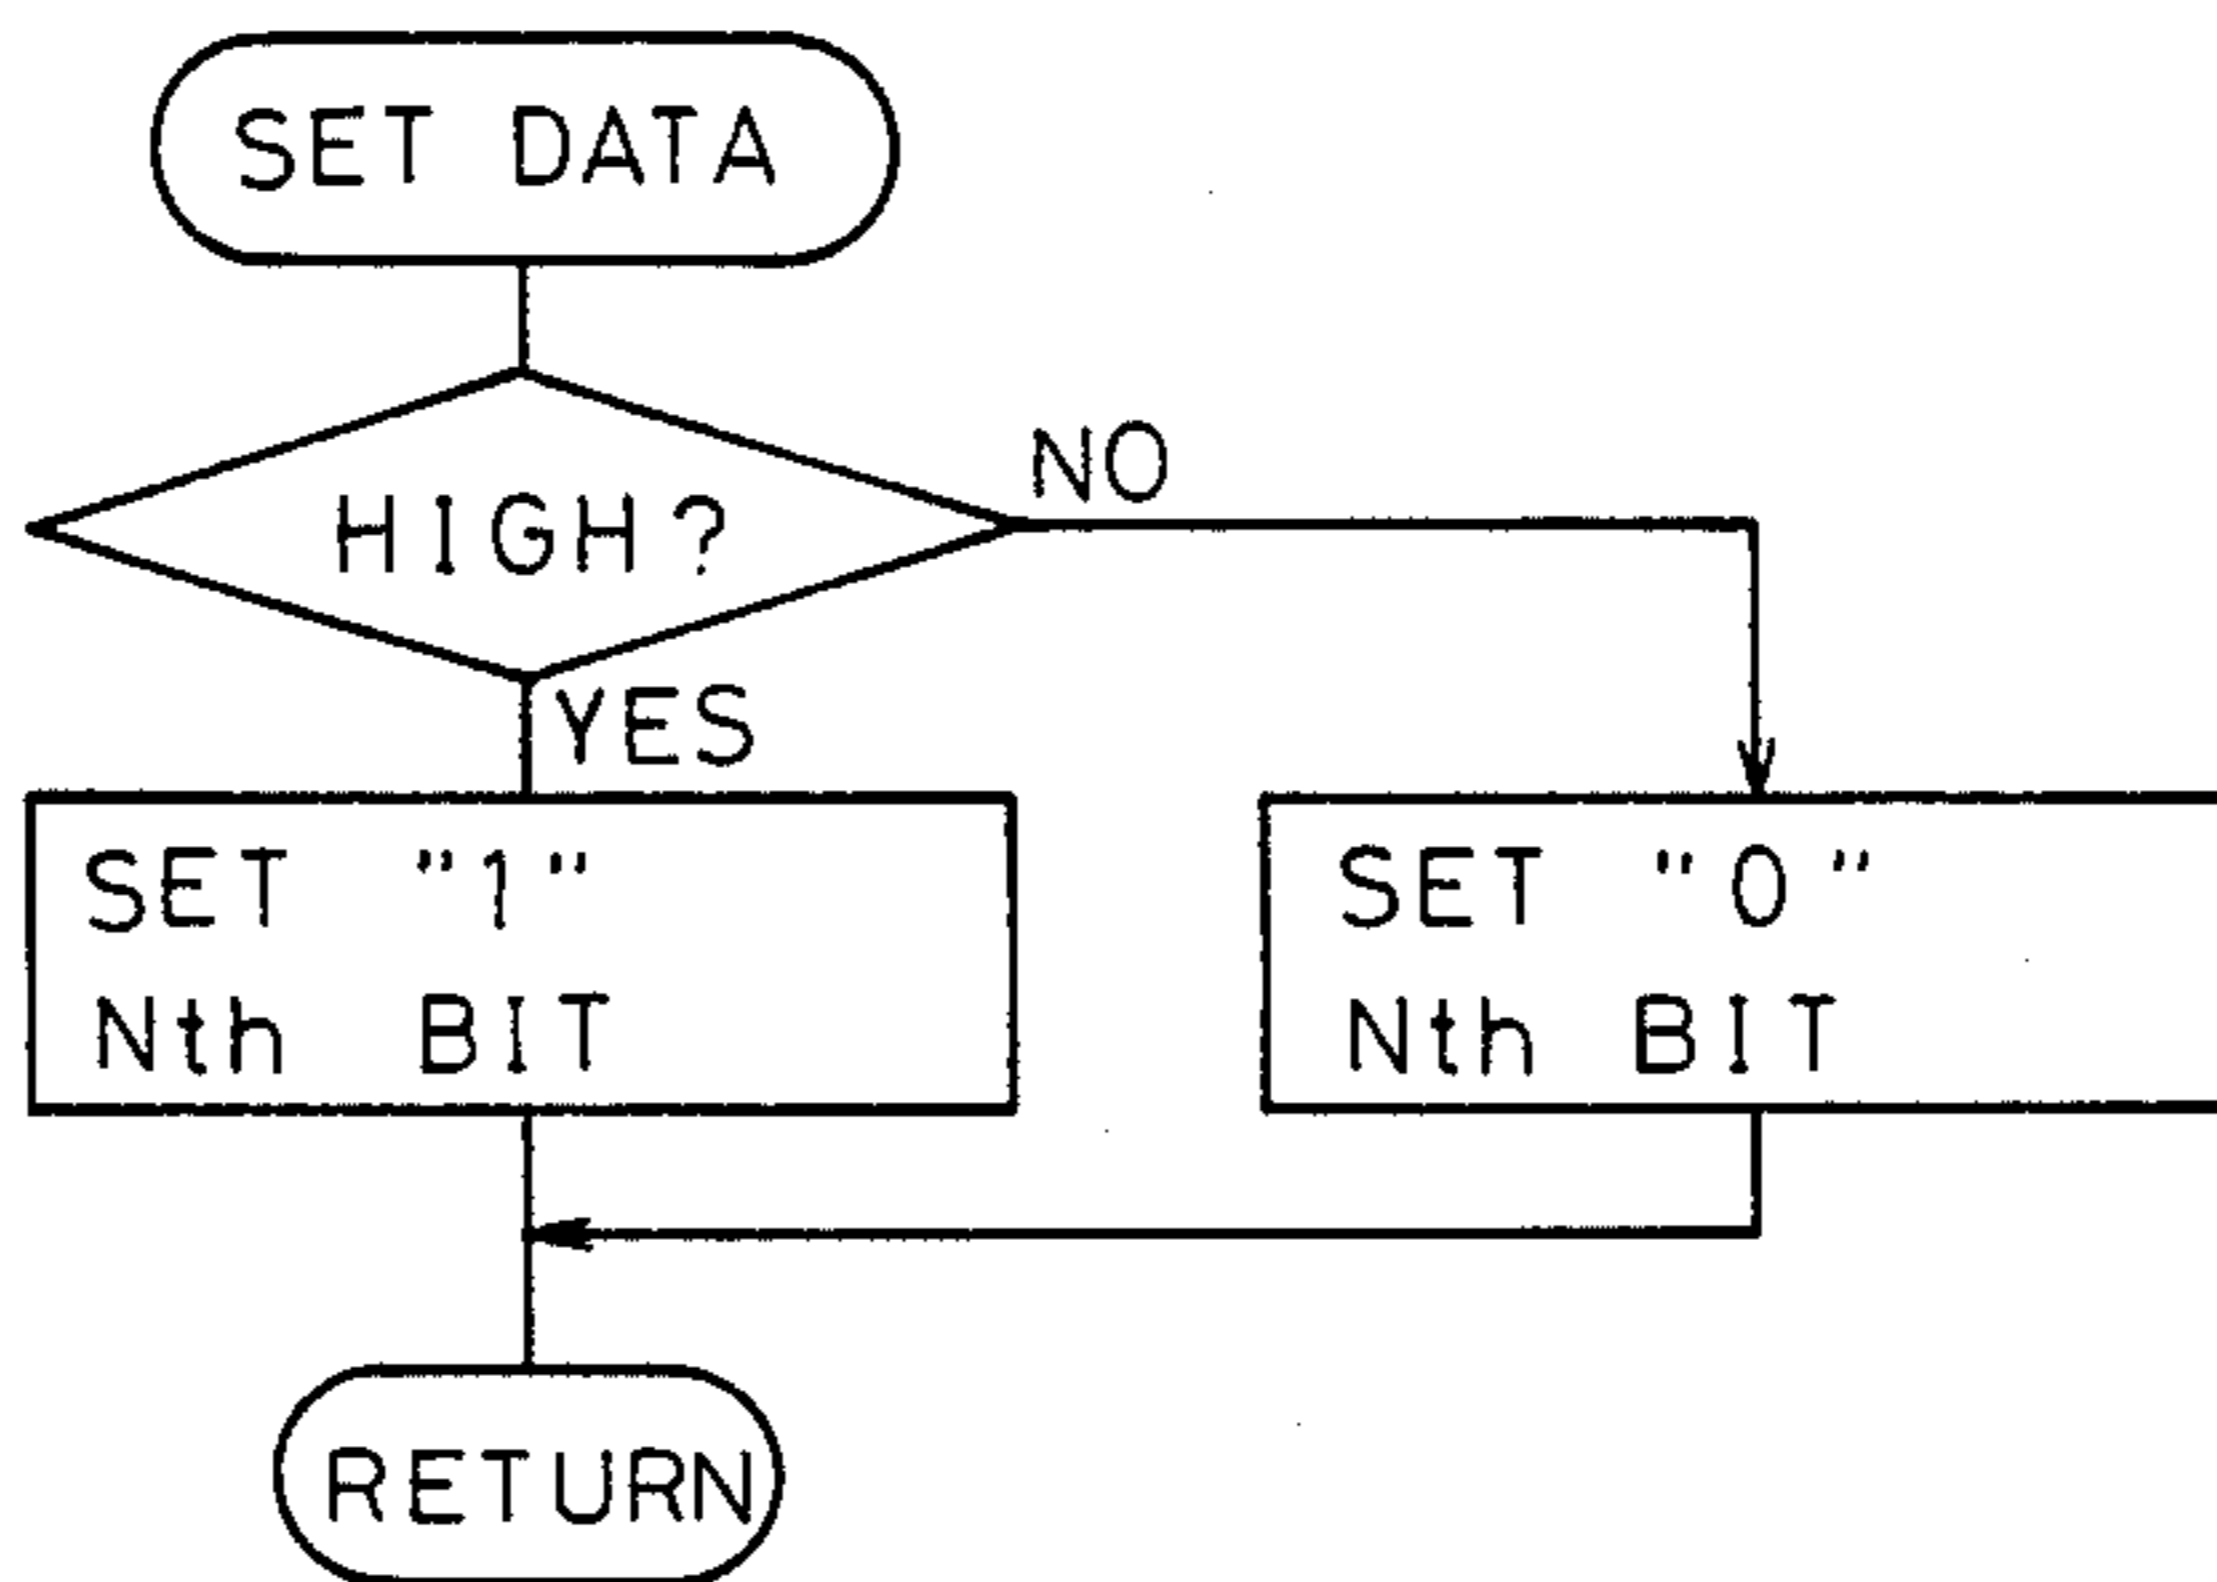 SET DATA
HIGH?
NO
YES
SET "1"
Nth BIT
SET "0"
Nth BIT
RETURN